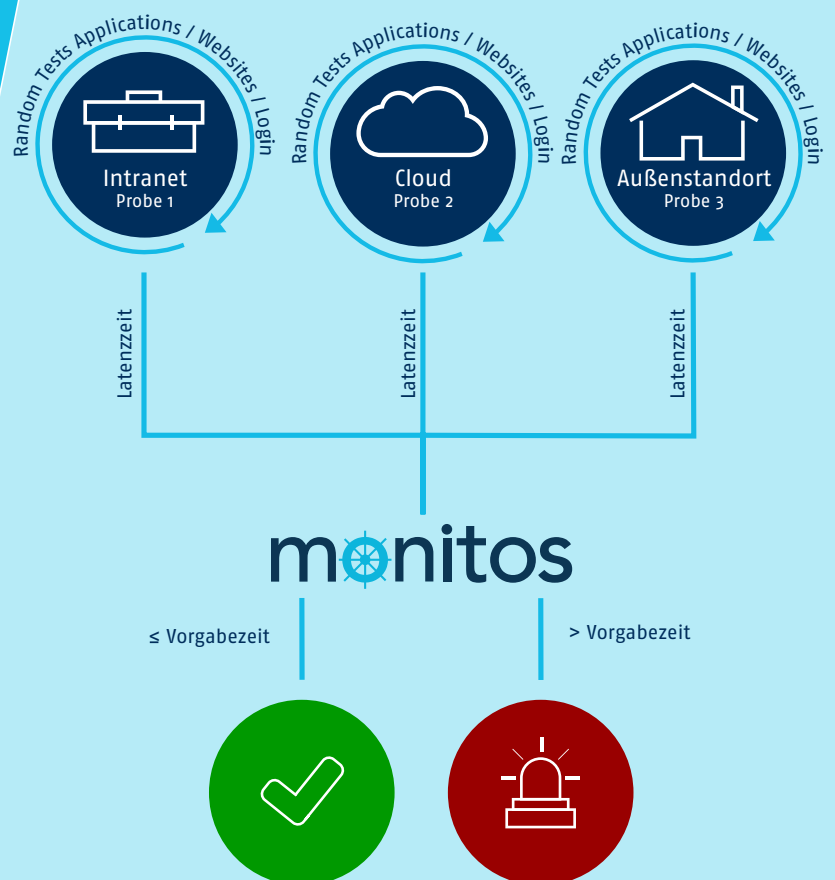 Random Tests Applications / Websites / Login
Intranet
Probe 1
Random Tests Applications / Websites / Login
Cloud
Probe 2
Random Tests Applications / Websites / Login
Außenstandort
Probe 3
Latenzzeit
Latenzzeit
Latenzzeit
monitos
≤ Vorgabezeit
> Vorgabezeit